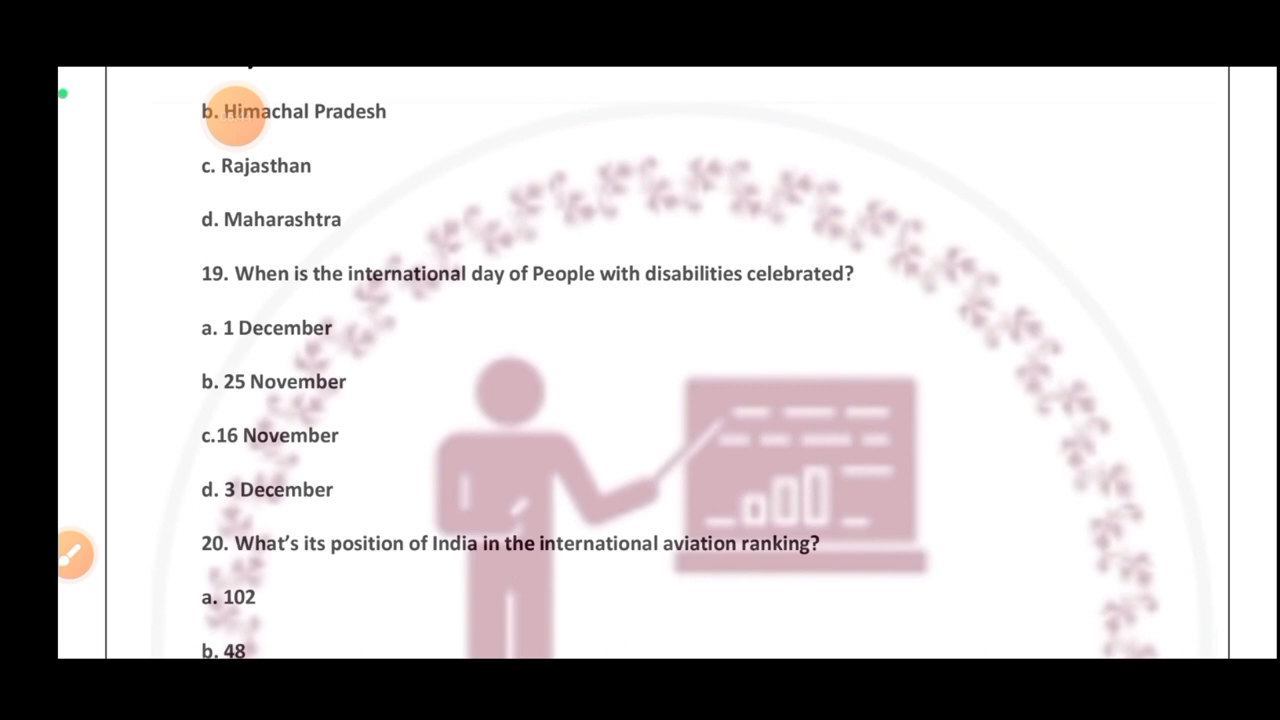 b. Himachal Pradesh
c. Rajasthan
d. Maharashtra
19. When is the international day of People with disabilities celebrated?
a. 1 December
b. 25 November
c.16 November
d. 3 December
20. What’s its position of India in the international aviation ranking?
a. 102
b. 48